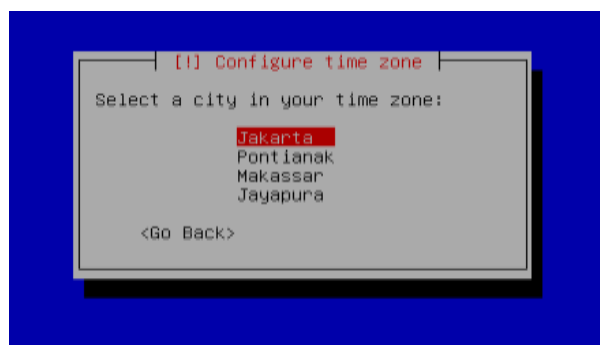 [!] Configure time zone
Select a city in your time zone:
Jakarta
Pontianak
Makassar
Jayapura
<Go Back>